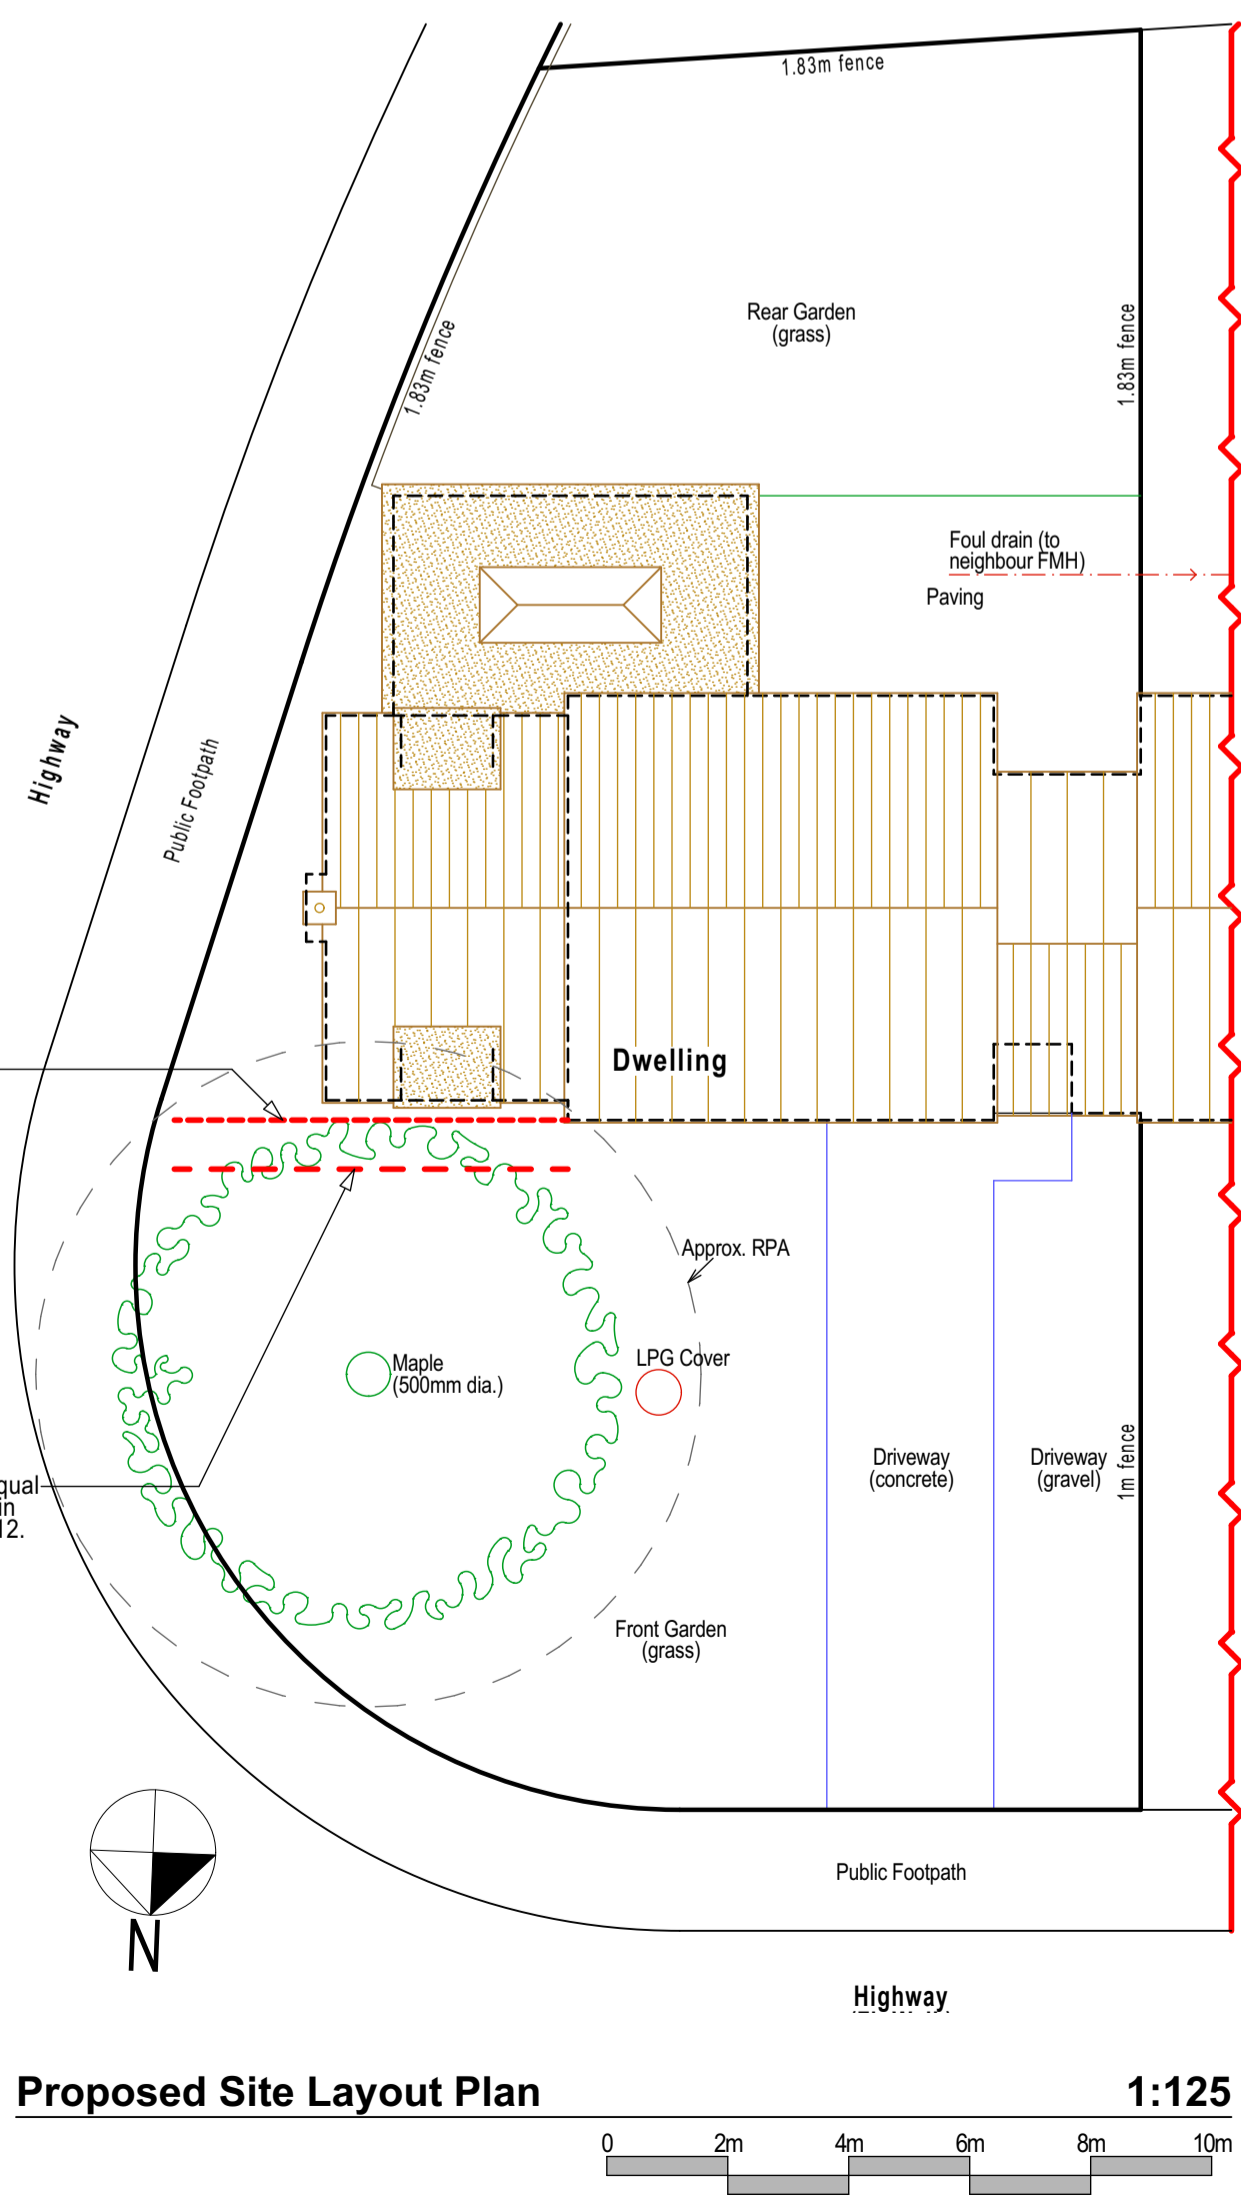 1.83m fence
1.83m fence
Rear Garden
(grass)
1.83m fence
Foul drain (to
neighbour FMH)
Paving
Highway
Public Footpath
Dwelling
Approx. RPA
Maple
(500mm dia.)
LPG Cover
Driveway
(concrete)
Driveway
(gravel)
1m fence
qual
in
12.
Front Garden
(grass)
Public Footpath
N
Highway
Proposed Site Layout Plan
1:125
0 2m 4m 6m 8m 10m